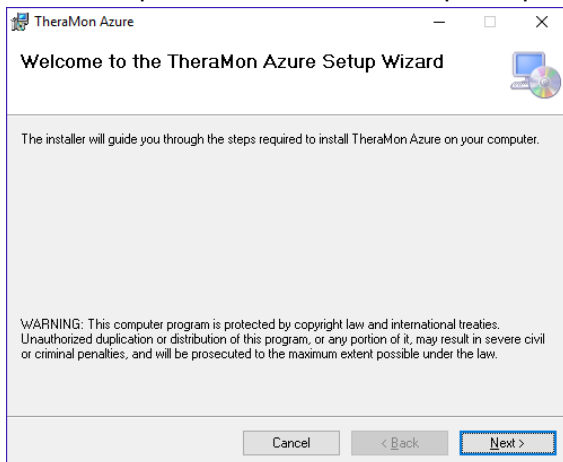 TheraMon Azure
Welcome to the TheraMon Azure Setup Wizard
The installer will guide you through the steps required to install TheraMon Azure on your computer.
WARNING: This computer program is protected by copyright law and international treaties.
Unauthorized duplication or distribution of this program, or any portion of it, may result in severe civil
or criminal penalties, and will be prosecuted to the maximum extent possible under the law.
Cancel
< Back
Next >